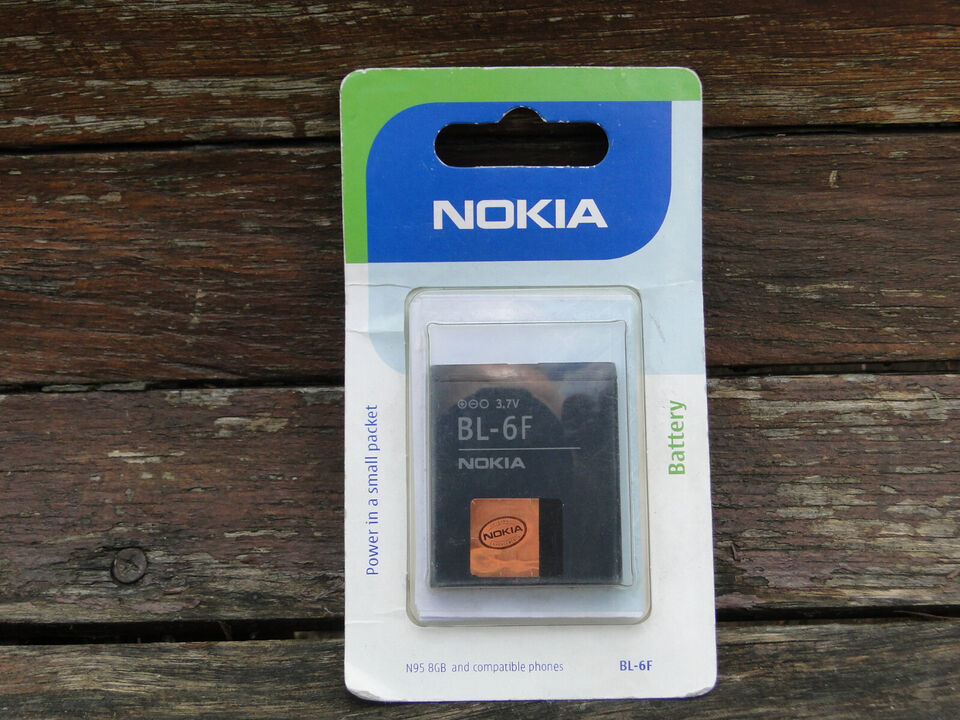 NOKIA
Power in a small packet
Battery
3.7V
BL-6F
NOKIA
NOKIA
N95 8GB and compatible phones
BL-6F